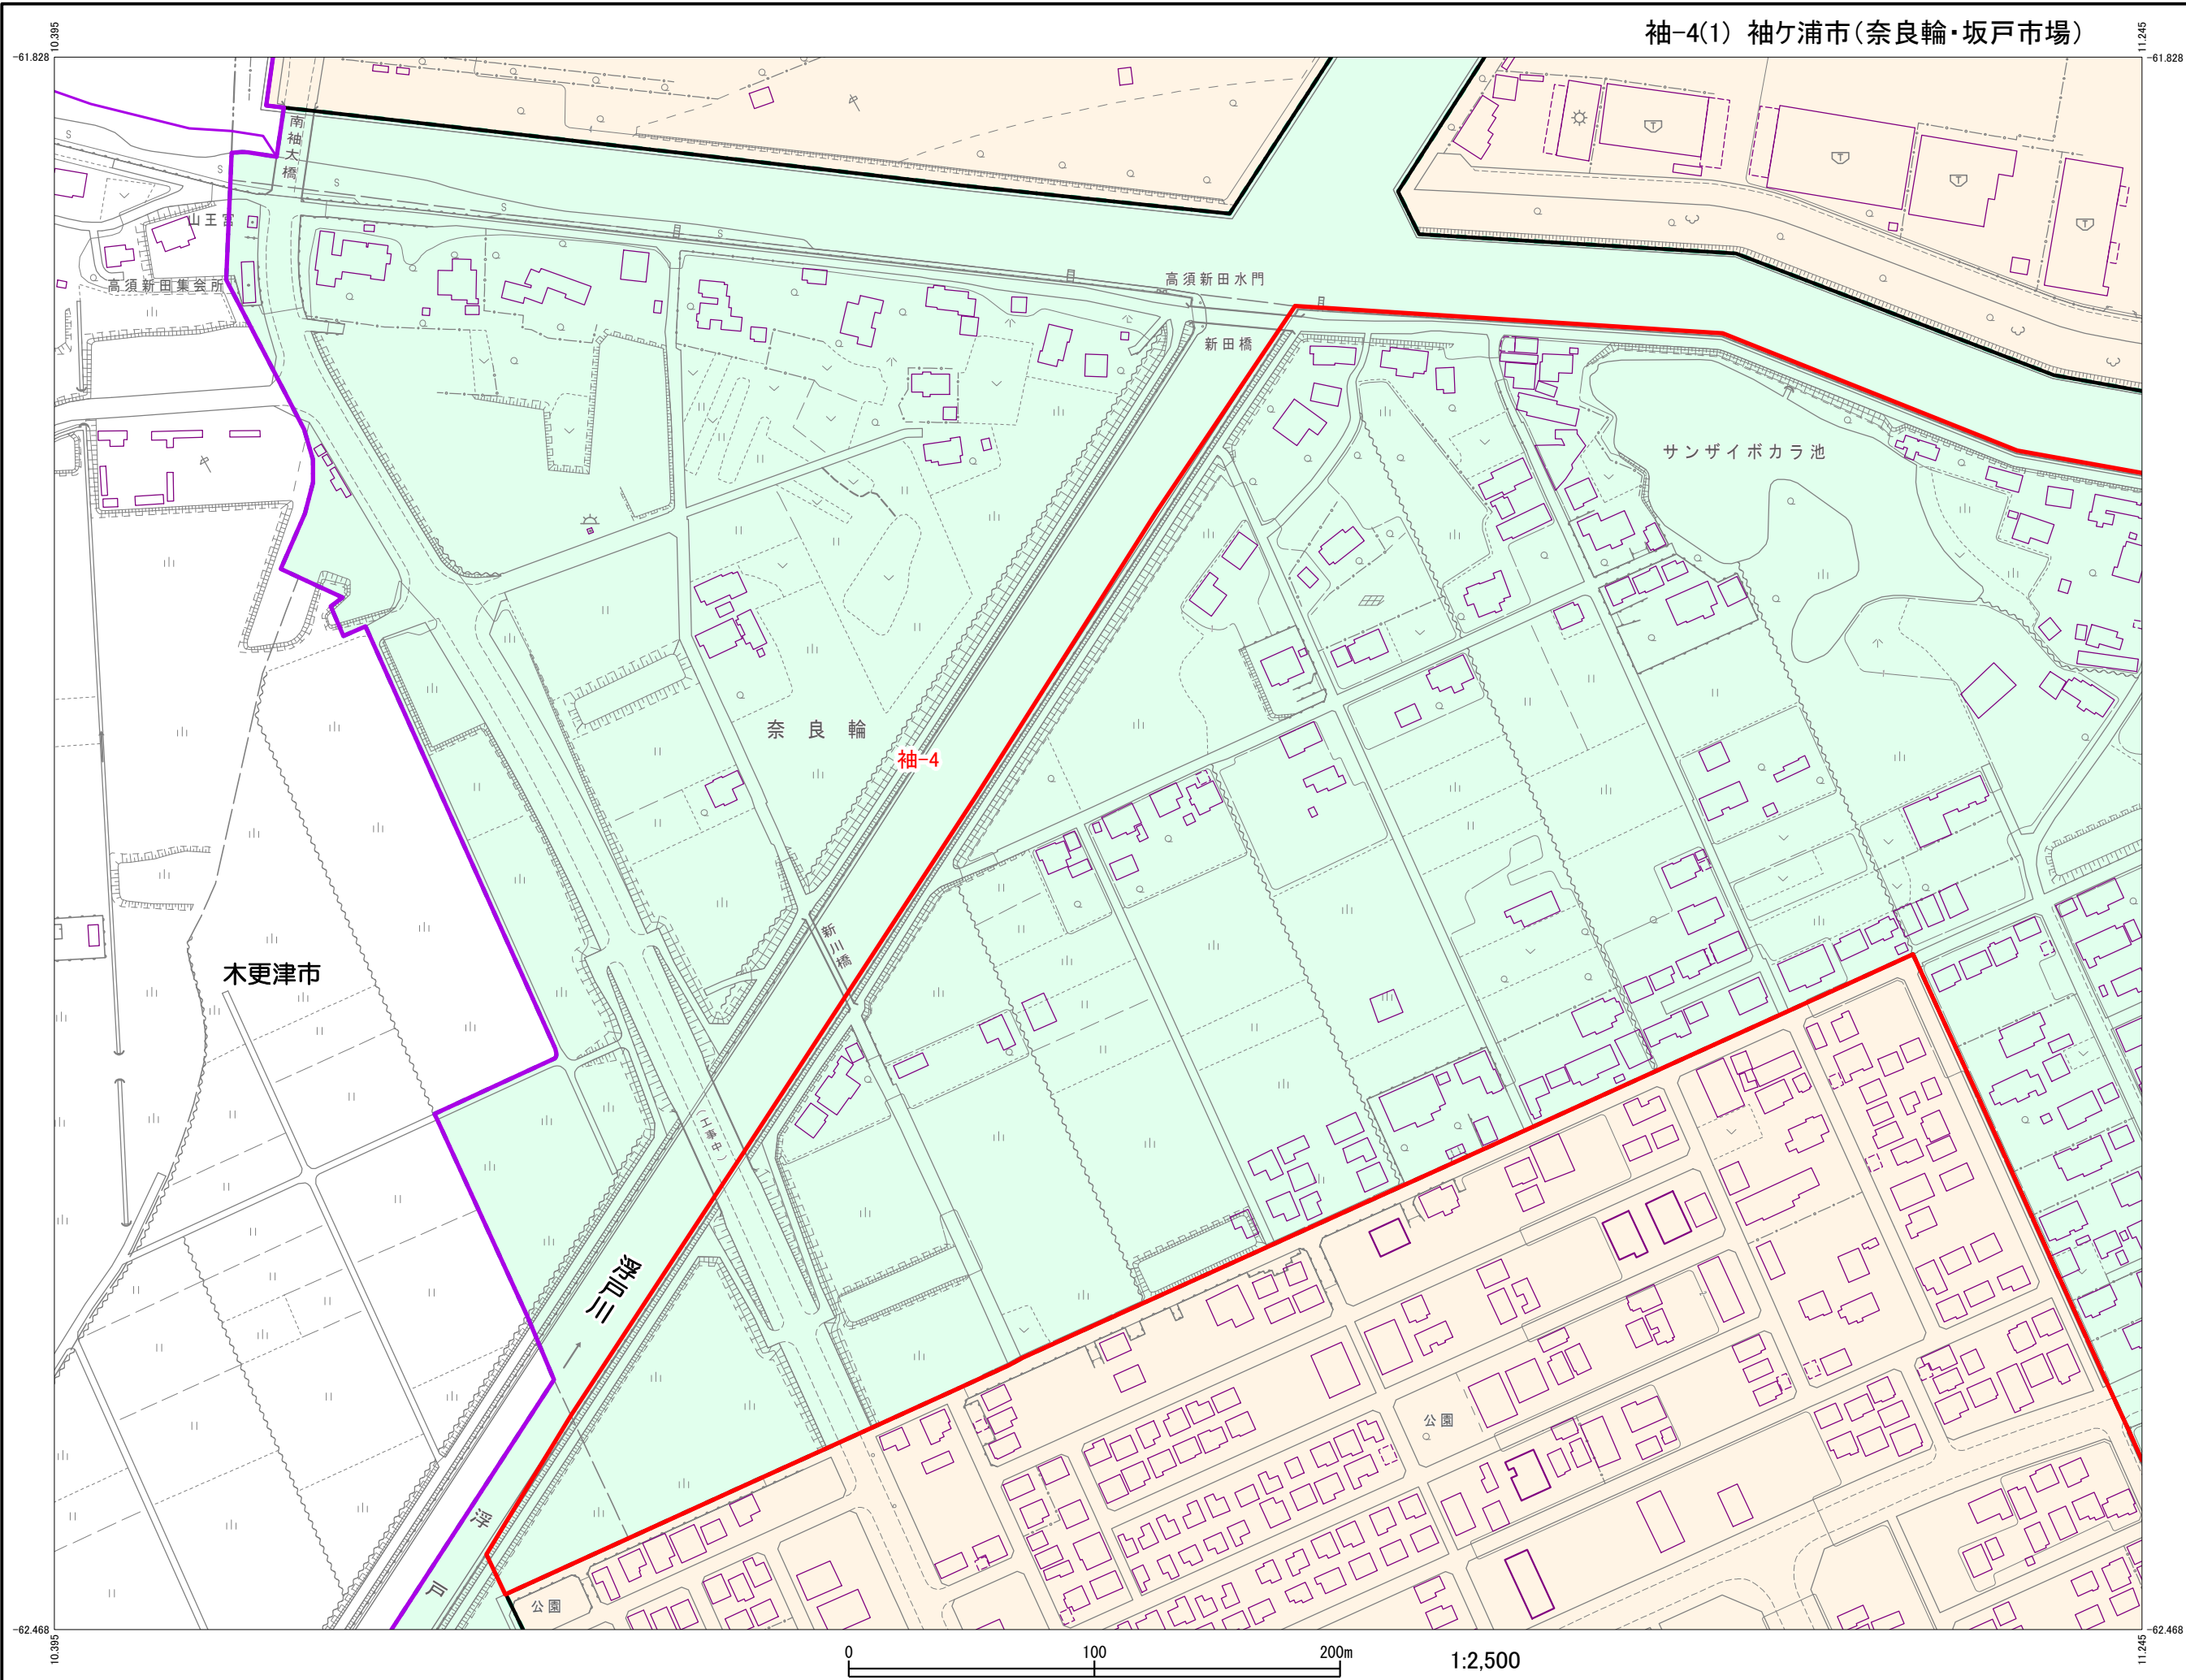 袖-4(1) 袖ケ浦市(奈良輪・坂戸市場)
10.395
11.245
-61.828
-61.828
南袖大橋
S
S
S
S
S
山王宮
高須新田集会所
高須新田水門
新田橋
サンザイボカラ池
奈良輪
袖-4
新川橋
木更津市
(工事中)
浮戸川
公園
浮
戸
公園
-62.468
-62.468
10.395
11.245
0 100 200m
1:2,500